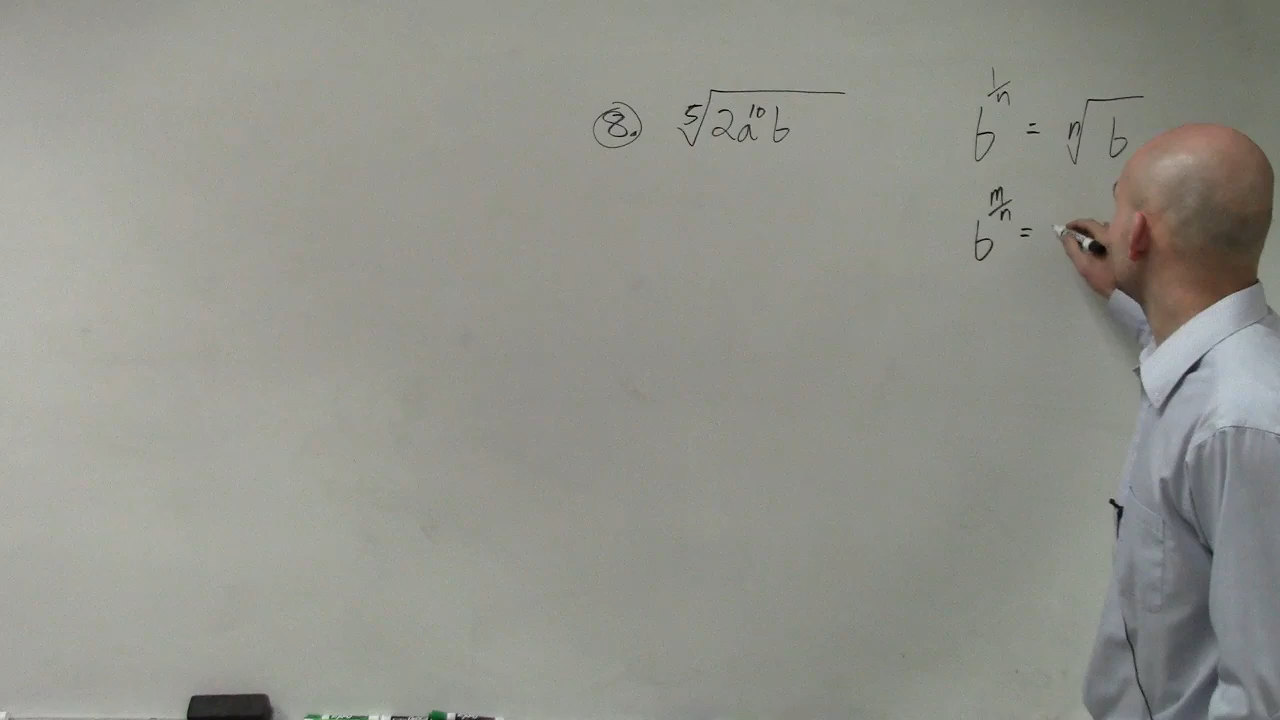 8. ⁵√(2a¹⁰b)
b^(1/n) = ⁿ√b
b^(m/n) =